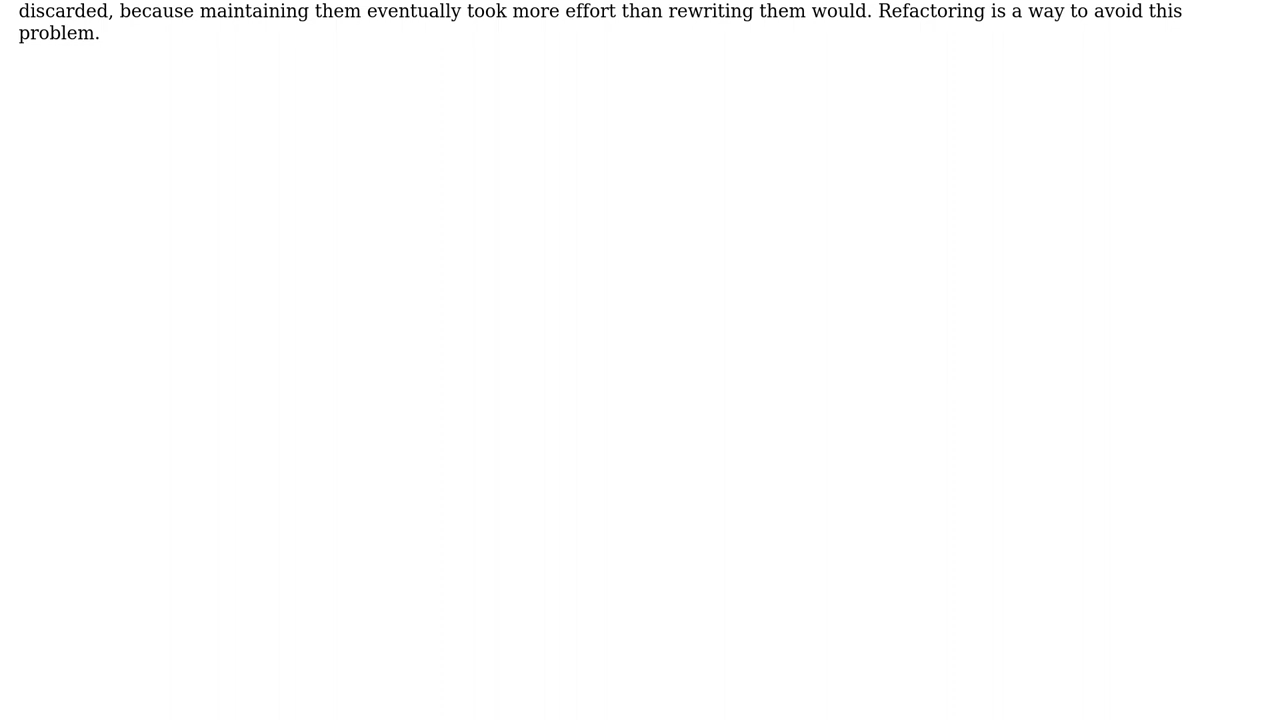 discarded, because maintaining them eventually took more effort than rewriting them would. Refactoring is a way to avoid this
problem.